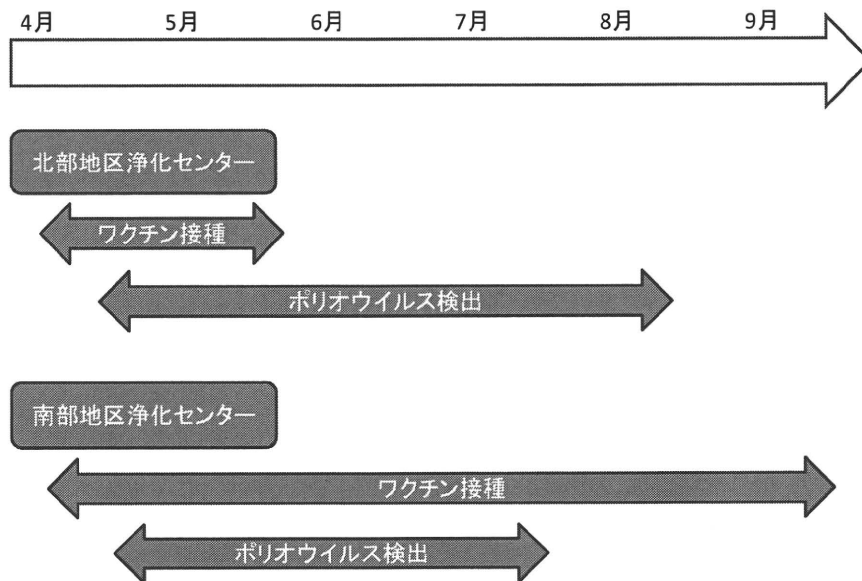 4月 5月 6月 7月 8月 9月
北部地区浄化センター
ワクチン接種
ポリオウイルス検出
南部地区浄化センター
ワクチン接種
ポリオウイルス検出